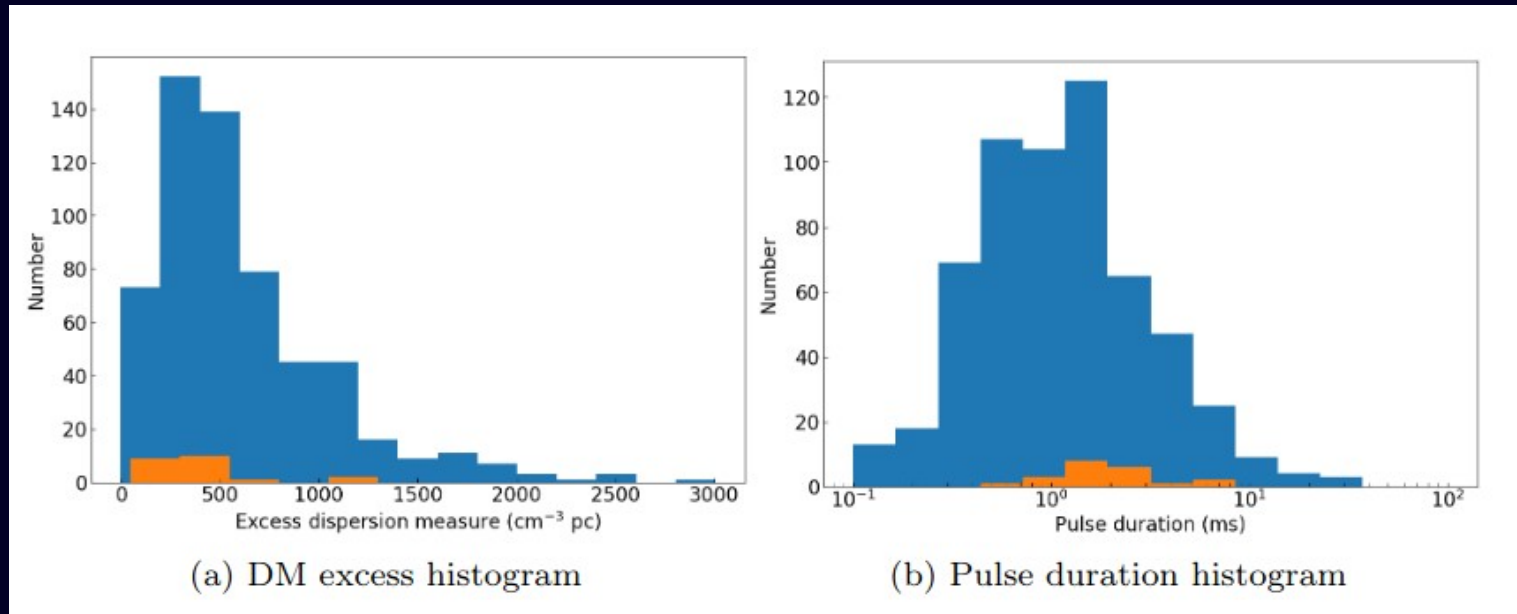 140
120
100
80
60
40
20
0
Number
0 500 1000 1500 2000 2500 3000
Excess dispersion measure (cm⁻³ pc)
(a) DM excess histogram
120
100
80
60
40
20
0
Number
10⁻¹ 10⁰ 10¹ 10²
Pulse duration (ms)
(b) Pulse duration histogram